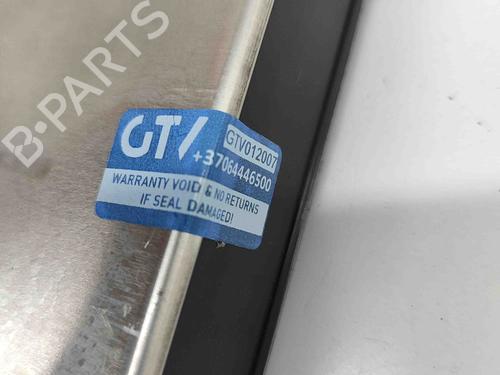 B-PARTS
GTV
GTV012007
+37064446500
WARRANTY VOID & NO RETURNS
IF SEAL DAMAGED!